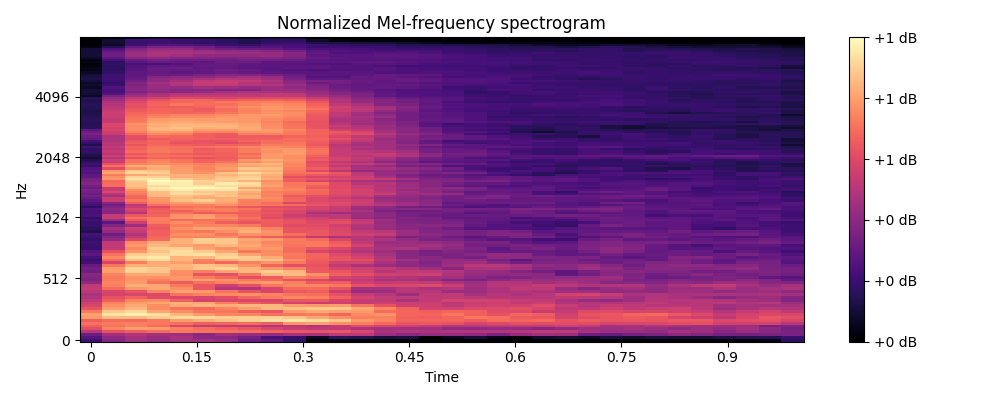 Normalized Mel-frequency spectrogram
Hz
4096
2048
1024
512
0
0 0.15 0.3 0.45 0.6 0.75 0.9
Time
+1 dB
+1 dB
+1 dB
+0 dB
+0 dB
+0 dB